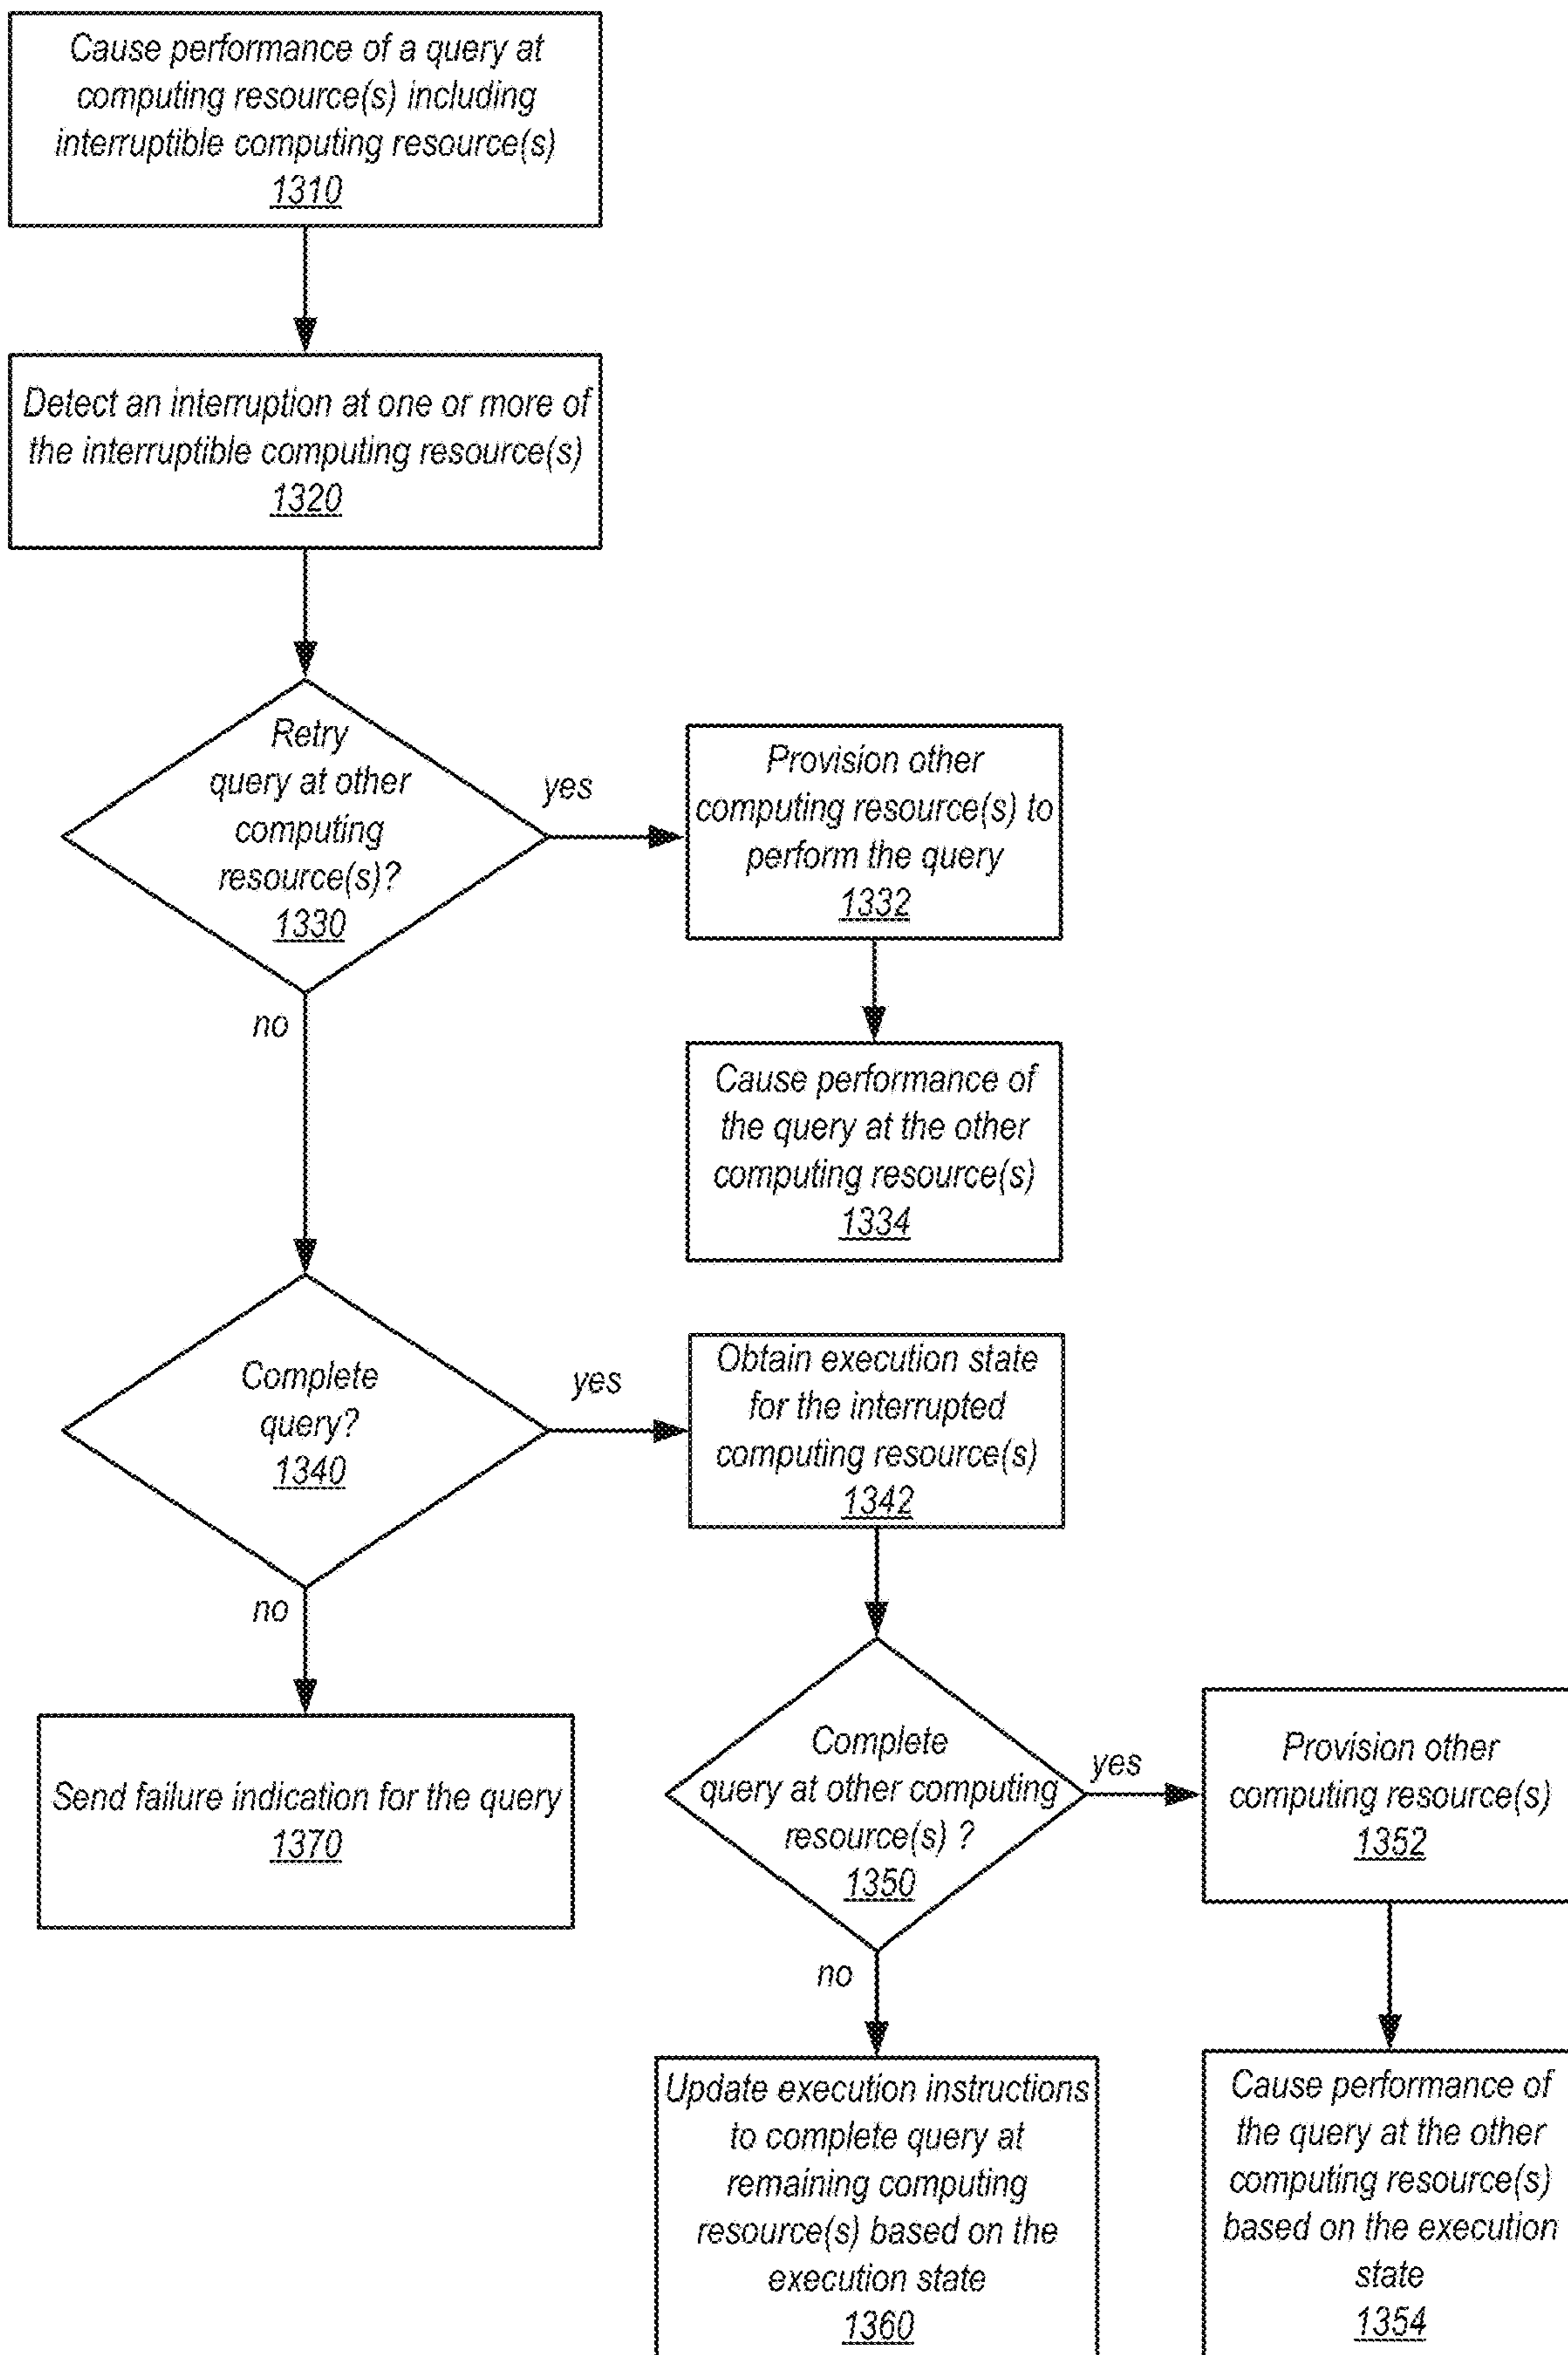 Cause performance of a query at
computing resource(s) including
interruptible computing resource(s)
1310
Detect an interruption at one or more of
the interruptible computing resource(s)
1320
Retry
query at other
computing
resource(s)?
1330
yes
no
Provision other
computing resource(s) to
perform the query
1332
Cause performance of
the query at the other
computing resource(s)
1334
Complete
query?
1340
yes
no
Obtain execution state
for the interrupted
computing resource(s)
1342
Send failure indication for the query
1370
Complete
query at other computing
resource(s) ?
1350
yes
no
Provision other
computing resource(s)
1352
Update execution instructions
to complete query at
remaining computing
resource(s) based on the
execution state
1360
Cause performance of
the query at the other
computing resource(s)
based on the execution
state
1354